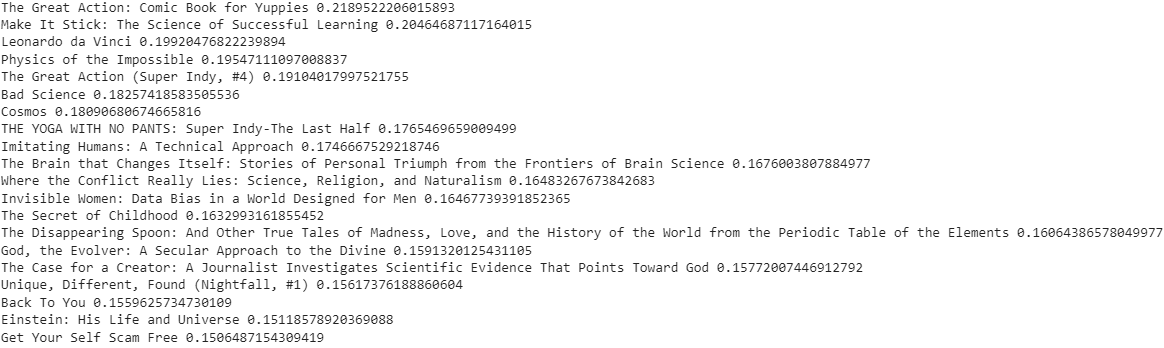 The Great Action: Comic Book for Yuppies 0.2189522206015893
Make It Stick: The Science of Successful Learning 0.20464687117164015
Leonardo da Vinci 0.19920476822239894
Physics of the Impossible 0.19547111097008837
The Great Action (Super Indy, #4) 0.19104017997521755
Bad Science 0.18257418583505536
Cosmos 0.18090680674665816
THE YOGA WITH NO PANTS: Super Indy-The Last Half 0.1765469659009499
Imitating Humans: A Technical Approach 0.1746667529218746
The Brain that Changes Itself: Stories of Personal Triumph from the Frontiers of Brain Science 0.1676003807884977
Where the Conflict Really Lies: Science, Religion, and Naturalism 0.16483267673842683
Invisible Women: Data Bias in a World Designed for Men 0.16467739391852365
The Secret of Childhood 0.1632993161855452
The Disappearing Spoon: And Other True Tales of Madness, Love, and the History of the World from the Periodic Table of the Elements 0.16064386578049977
God, the Evolver: A Secular Approach to the Divine 0.1591320125431105
The Case for a Creator: A Journalist Investigates Scientific Evidence That Points Toward God 0.15772007446912792
Unique, Different, Found (Nightfall, #1) 0.15617376188860604
Back To You 0.1559625734730109
Einstein: His Life and Universe 0.15118578920369088
Get Your Self Scam Free 0.1506487154309419